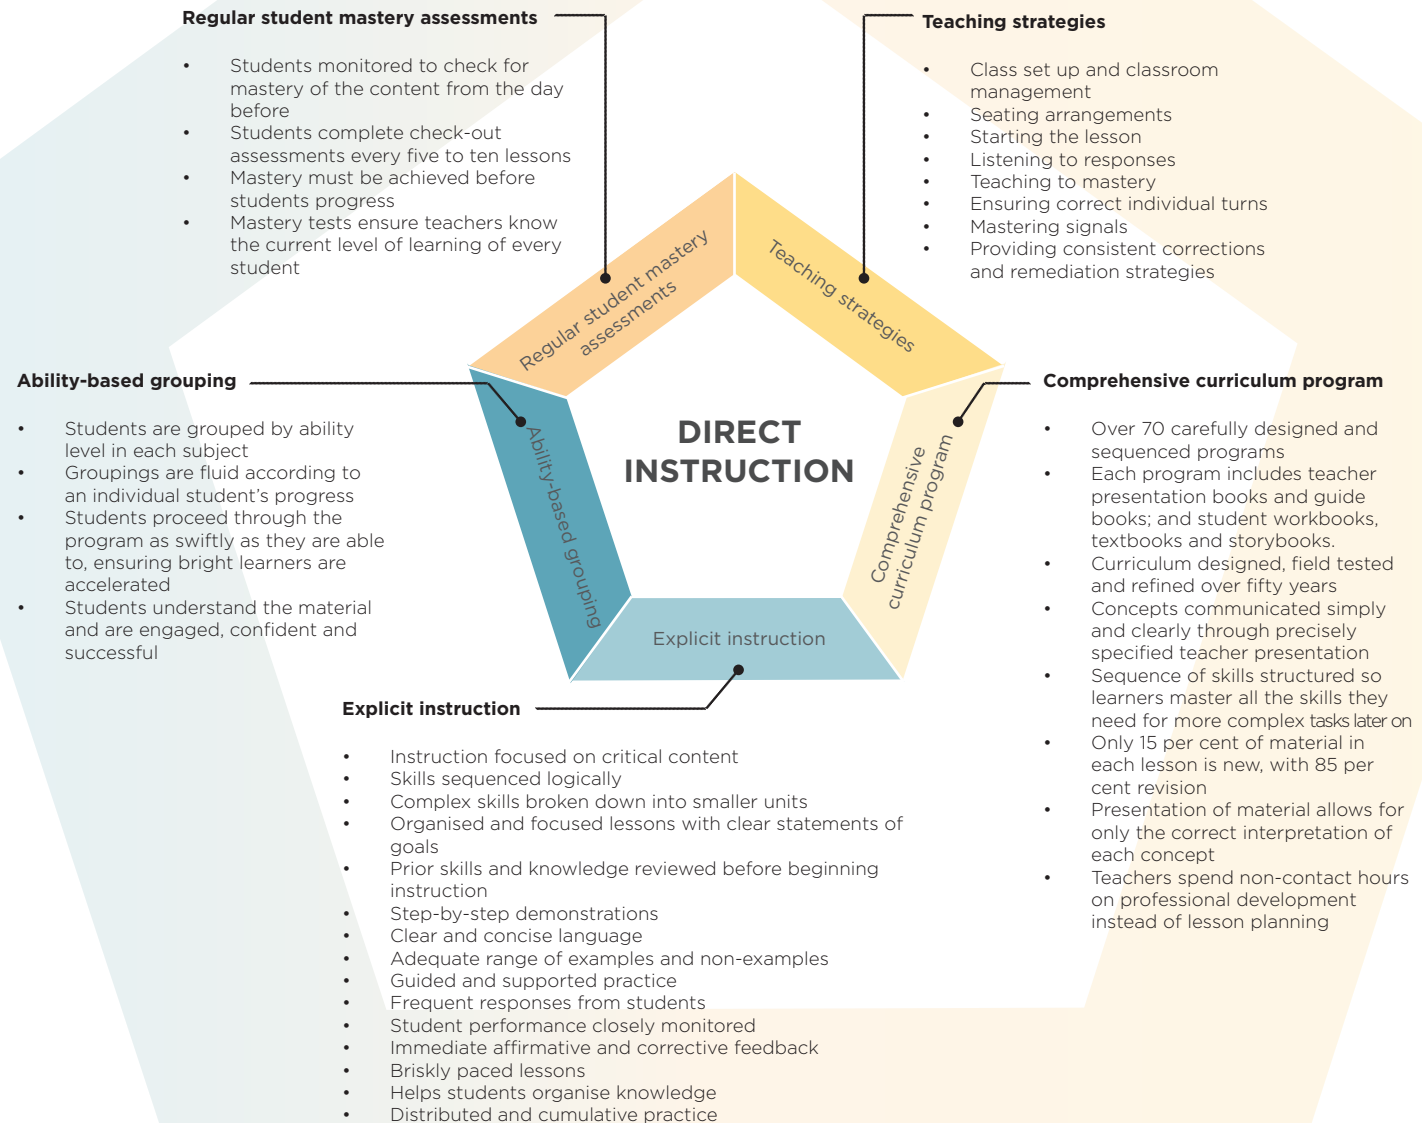 Regular student mastery assessments
• Students monitored to check for
mastery of the content from the day
before
• Students complete check-out
assessments every five to ten lessons
• Mastery must be achieved before
students progress
• Mastery tests ensure teachers know
the current level of learning of every
student
Teaching strategies
• Class set up and classroom
management
• Seating arrangements
• Starting the lesson
• Listening to responses
• Teaching to mastery
• Ensuring correct individual turns
• Mastering signals
• Providing consistent corrections
and remediation strategies
Regular student mastery
assessments
Teaching strategies
Ability-based grouping
• Students are grouped by ability
level in each subject
• Groupings are fluid according to
an individual student’s progress
• Students proceed through the
program as swiftly as they are able
to, ensuring bright learners are
accelerated
• Students understand the material
and are engaged, confident and
successful
Ability-based grouping
DIRECT
INSTRUCTION
Comprehensive
curriculum program
Explicit instruction
Comprehensive curriculum program
• Over 70 carefully designed and
sequenced programs
• Each program includes teacher
presentation books and guide
books; and student workbooks,
textbooks and storybooks.
• Curriculum designed, field tested
and refined over fifty years
• Concepts communicated simply
and clearly through precisely
specified teacher presentation
• Sequence of skills structured so
learners master all the skills they
need for more complex tasks later on
• Only 15 per cent of material in
each lesson is new, with 85 per
cent revision
• Presentation of material allows for
only the correct interpretation of
each concept
• Teachers spend non-contact hours
on professional development
instead of lesson planning
Explicit instruction
• Instruction focused on critical content
• Skills sequenced logically
• Complex skills broken down into smaller units
• Organised and focused lessons with clear statements of
goals
• Prior skills and knowledge reviewed before beginning
instruction
• Step-by-step demonstrations
• Clear and concise language
• Adequate range of examples and non-examples
• Guided and supported practice
• Frequent responses from students
• Student performance closely monitored
• Immediate affirmative and corrective feedback
• Briskly paced lessons
• Helps students organise knowledge
• Distributed and cumulative practice